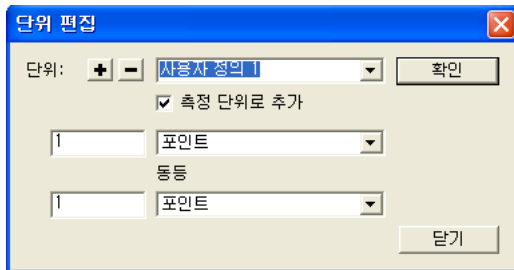 단위 편집
단위: 사용자 정의 1 확인
측정 단위로 추가
1 포인트
동등
1 포인트
닫기